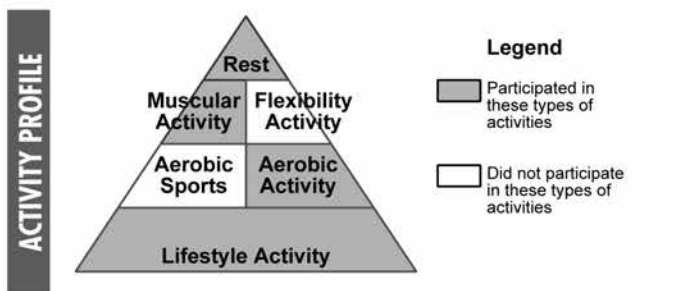 ACTIVITY PROFILE
Rest
Muscular
Activity
Flexibility
Activity
Aerobic
Sports
Aerobic
Activity
Lifestyle Activity
Legend
Participated in
these types of
activities
Did not participate
in these types of
activities